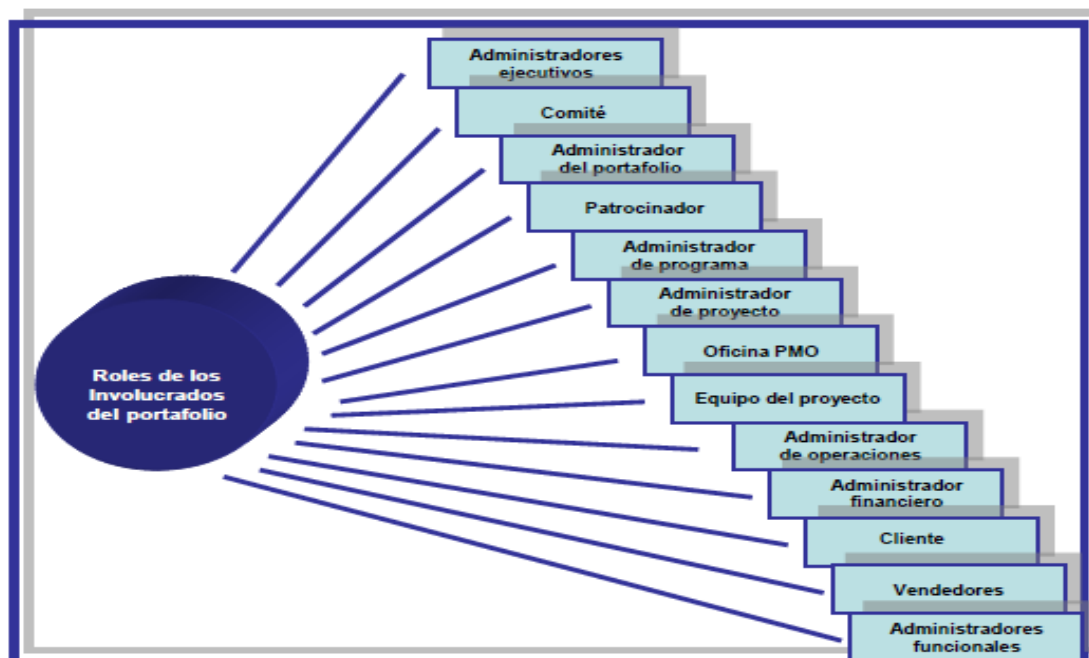 Administradores
ejecutivos
Comité
Administrador
del portafolio
Patrocinador
Administrador
de programa
Administrador
de proyecto
Oficina PMO
Equipo del proyecto
Administrador
de operaciones
Administrador
financiero
Cliente
Vendedores
Administradores
funcionales
Roles de los
Involucrados
del portafolio